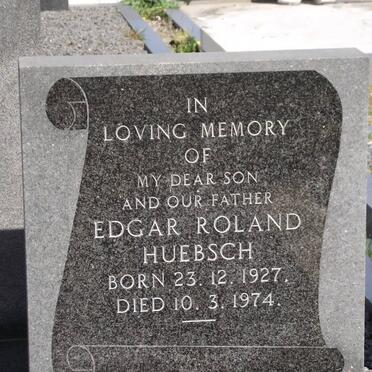 IN
LOVING MEMORY
OF
MY DEAR SON
AND OUR FATHER
EDGAR ROLAND
HUEBSCH
BORN 23. 12. 1927.
DIED 10. 3. 1974.